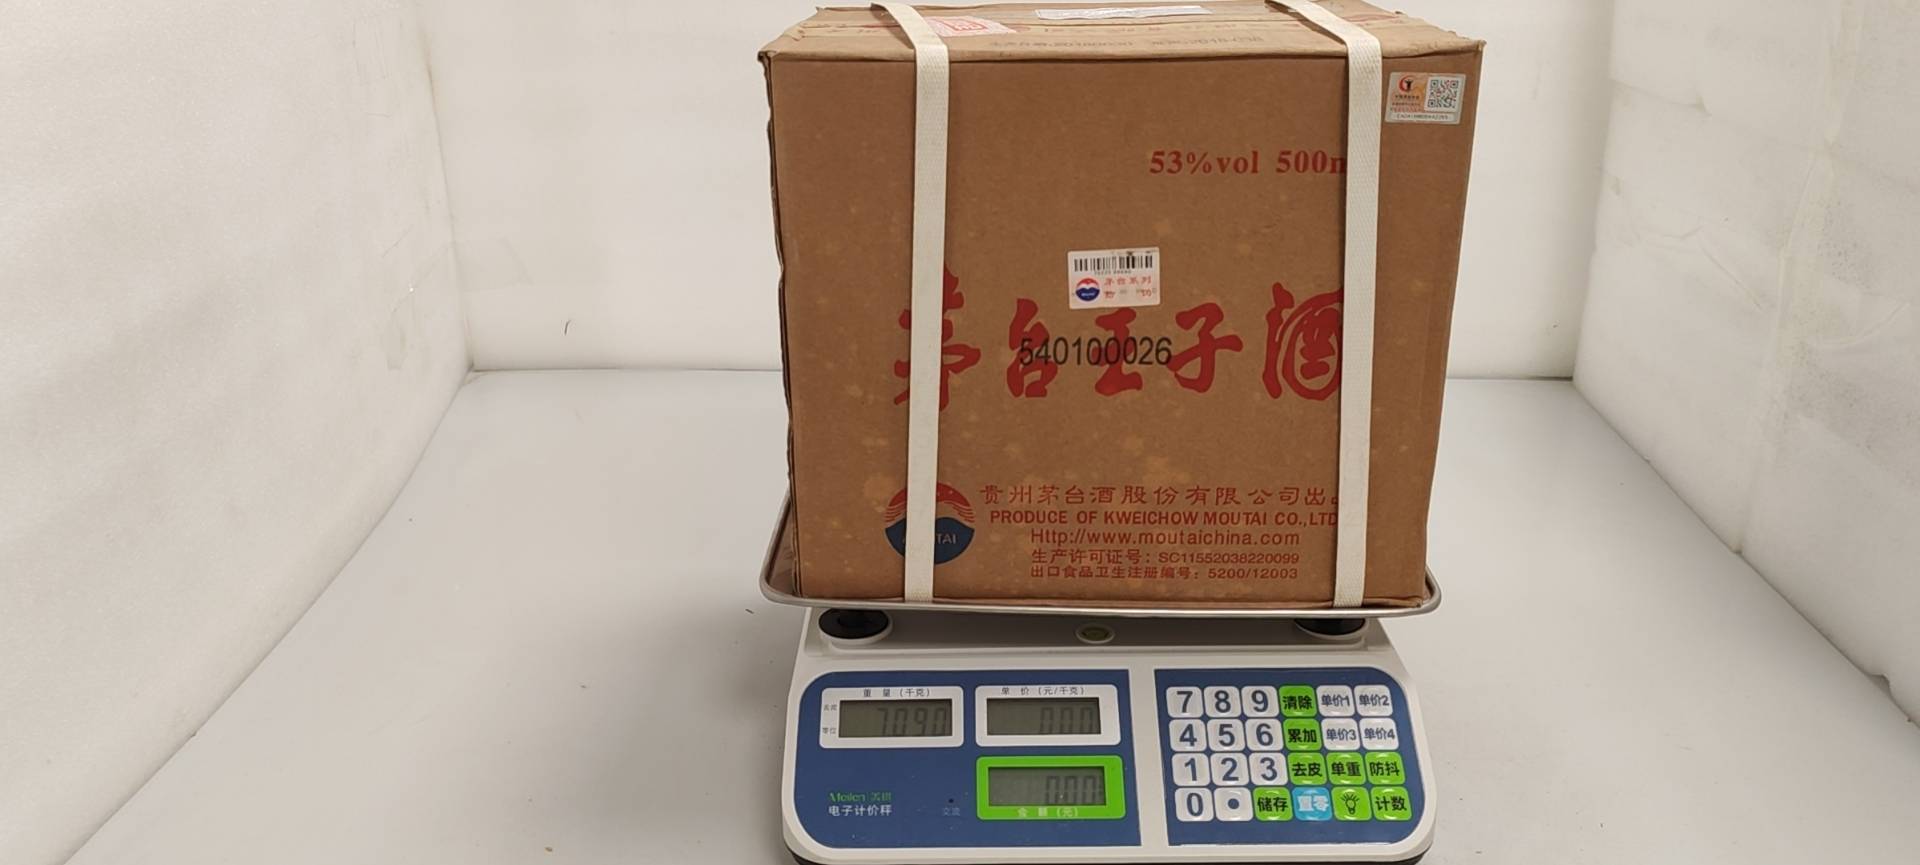 53%vol 500m
茅台系列
茅台王子酒
540100026
贵州茅台酒股份有限公司出品
PRODUCE OF KWEICHOW MOUTAI CO.,LTD
MOUTAI
Http://www.moutaichina.com
生产许可证号：SC11552038220099
出口食品卫生注册编号：5200/12003
重量(千克) 单价(元/千克)
去皮
零位
7.090 0.00
0.00
金额(元)
Meilen
电子计价秤
交流
7 8 9 清除 单价1 单价2
4 5 6 累加 单价3 单价4
1 2 3 去皮 单重 防抖
0 . 储存 置零 计数